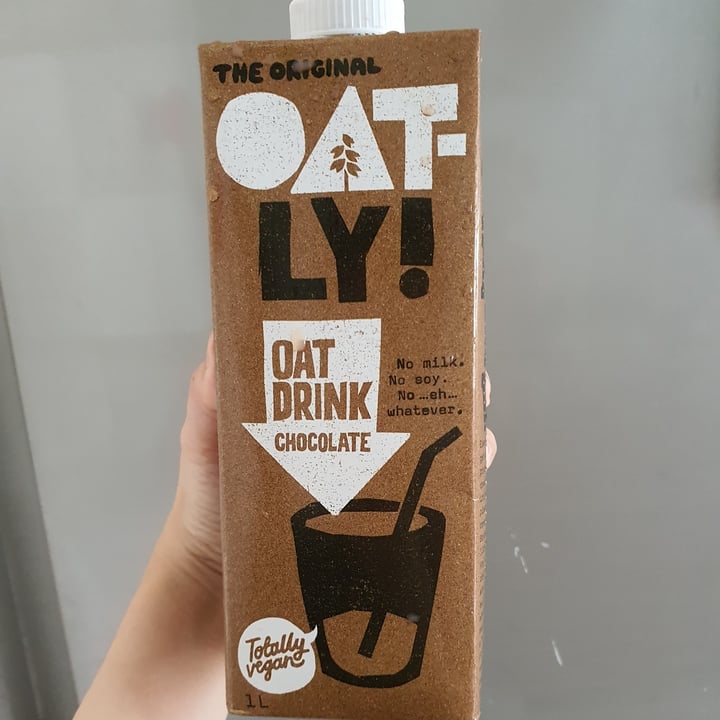 THE ORIGINAL
OAT-
LY!
OAT
DRINK
CHOCOLATE
No milk.
No soy.
No ...eh...
whatever.
Totally
vegan
1L